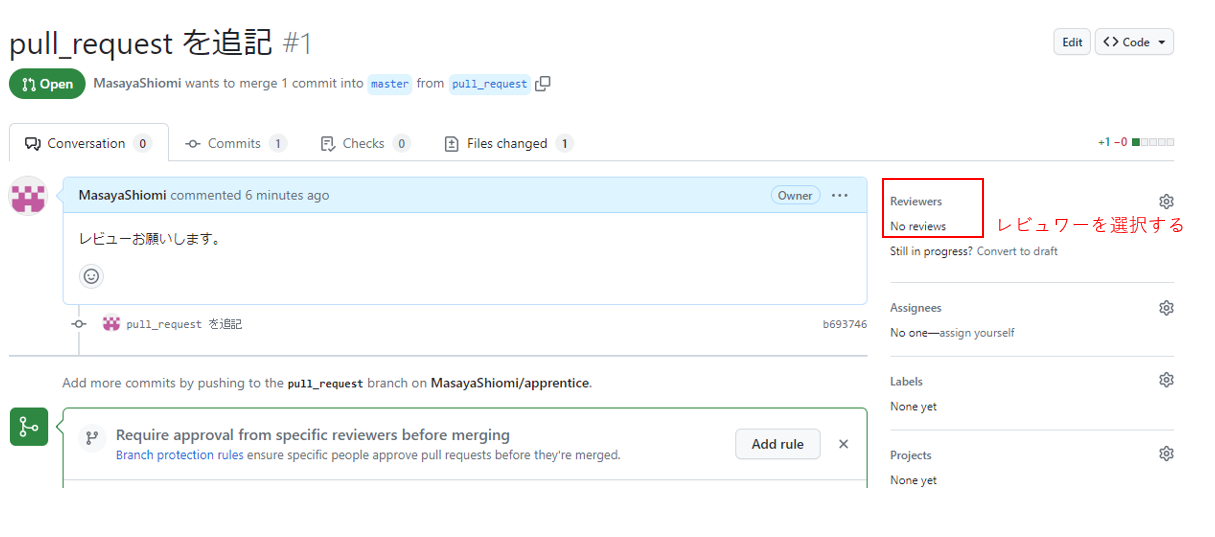 pull_request を追記 #1
Edit
Code
Open
MasayaShiomi wants to merge 1 commit into master from pull_request
Conversation 0
Commits 1
Checks 0
Files changed 1
+1 −0
MasayaShiomi commented 6 minutes ago
Owner
レビューお願いします。
pull_request を追記
b693746
Add more commits by pushing to the pull_request branch on MasayaShiomi/apprentice.
Require approval from specific reviewers before merging
Branch protection rules ensure specific people approve pull requests before they're merged.
Add rule
Reviewers
No reviews
レビュワーを選択する
Still in progress? Convert to draft
Assignees
No one—assign yourself
Labels
None yet
Projects
None yet